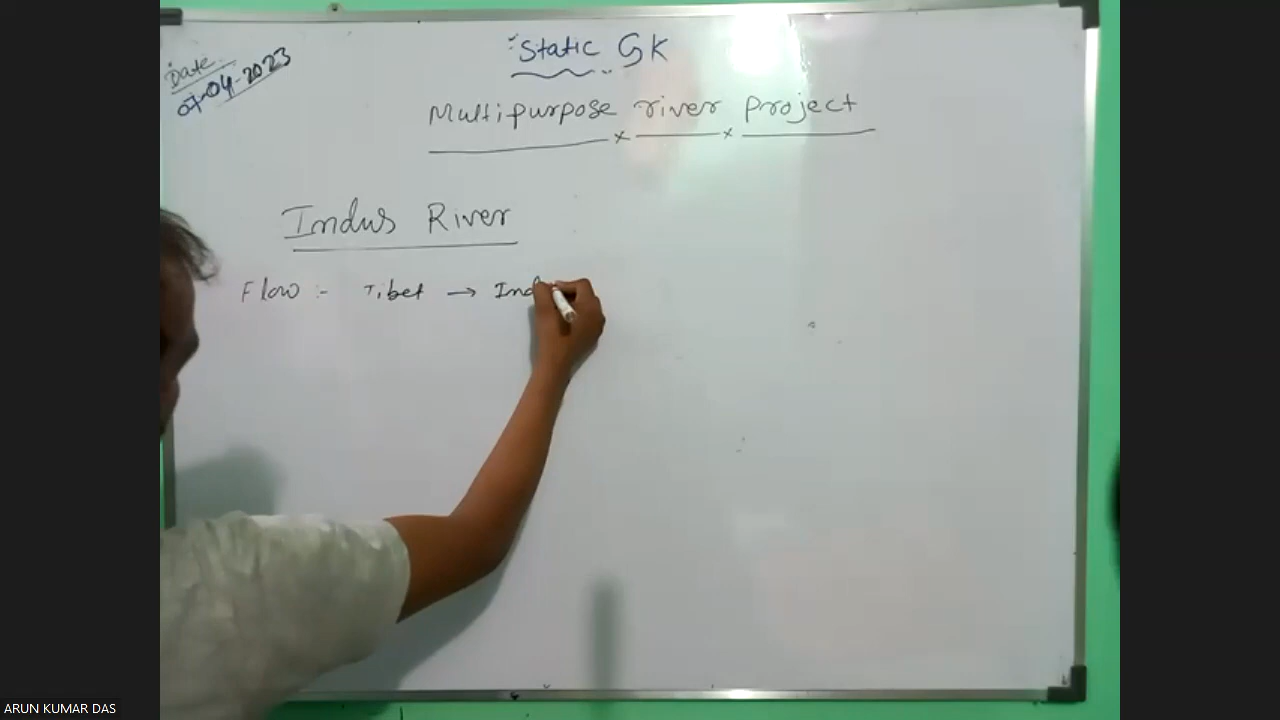 Static GK
Date
07-04-2023
Multipurpose river project
Indus River
Flow :- Tibet → Ind
ARUN KUMAR DAS